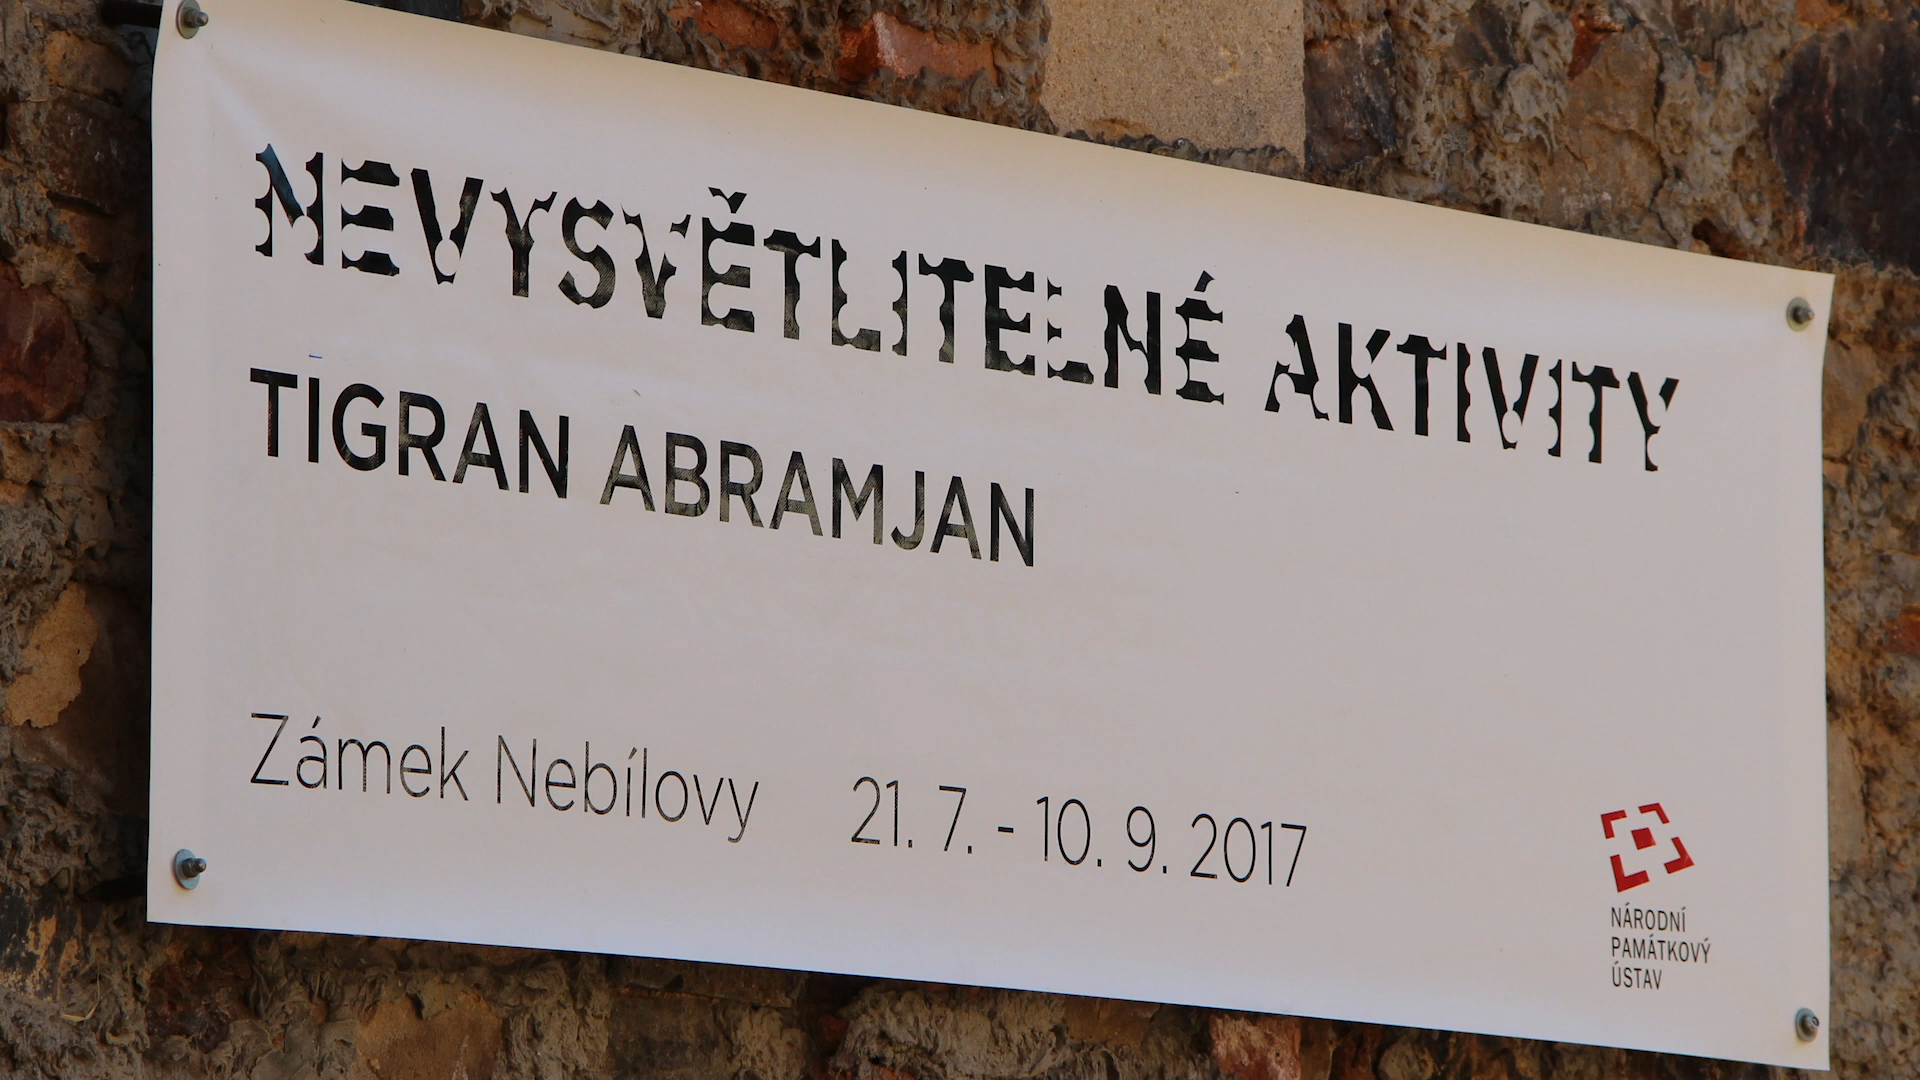 NEVYSVĚTLITELNÉ AKTIVITY
TIGRAN ABRAMJAN
Zámek Nebílovy 21. 7. - 10. 9. 2017
NÁRODNÍ
PAMÁTKOVÝ
ÚSTAV